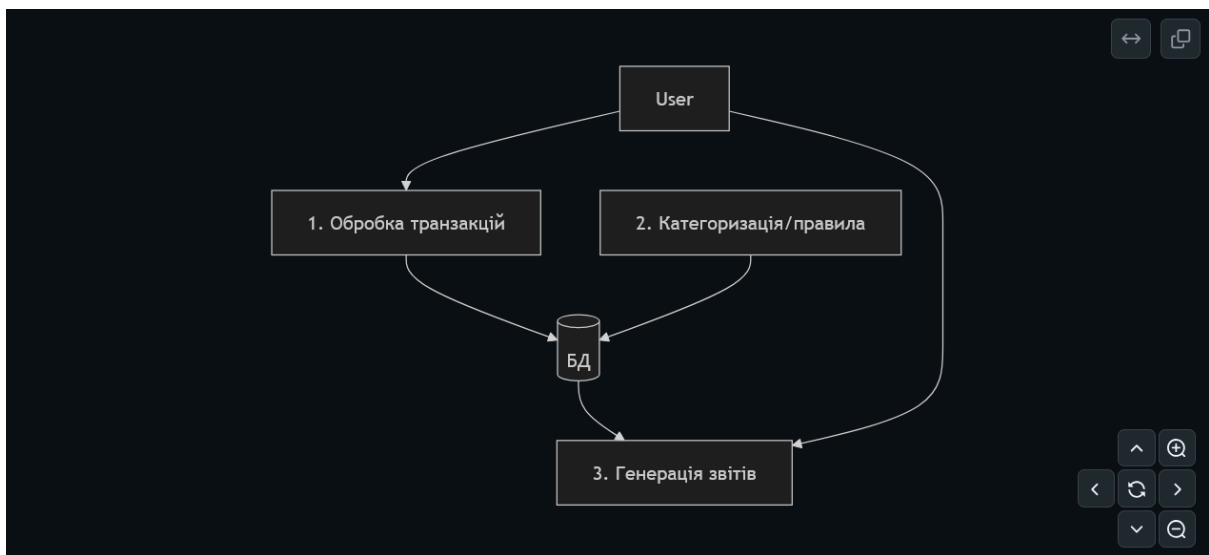 User
1. Обробка транзакцій
2. Категоризація/правила
БД
3. Генерація звітів